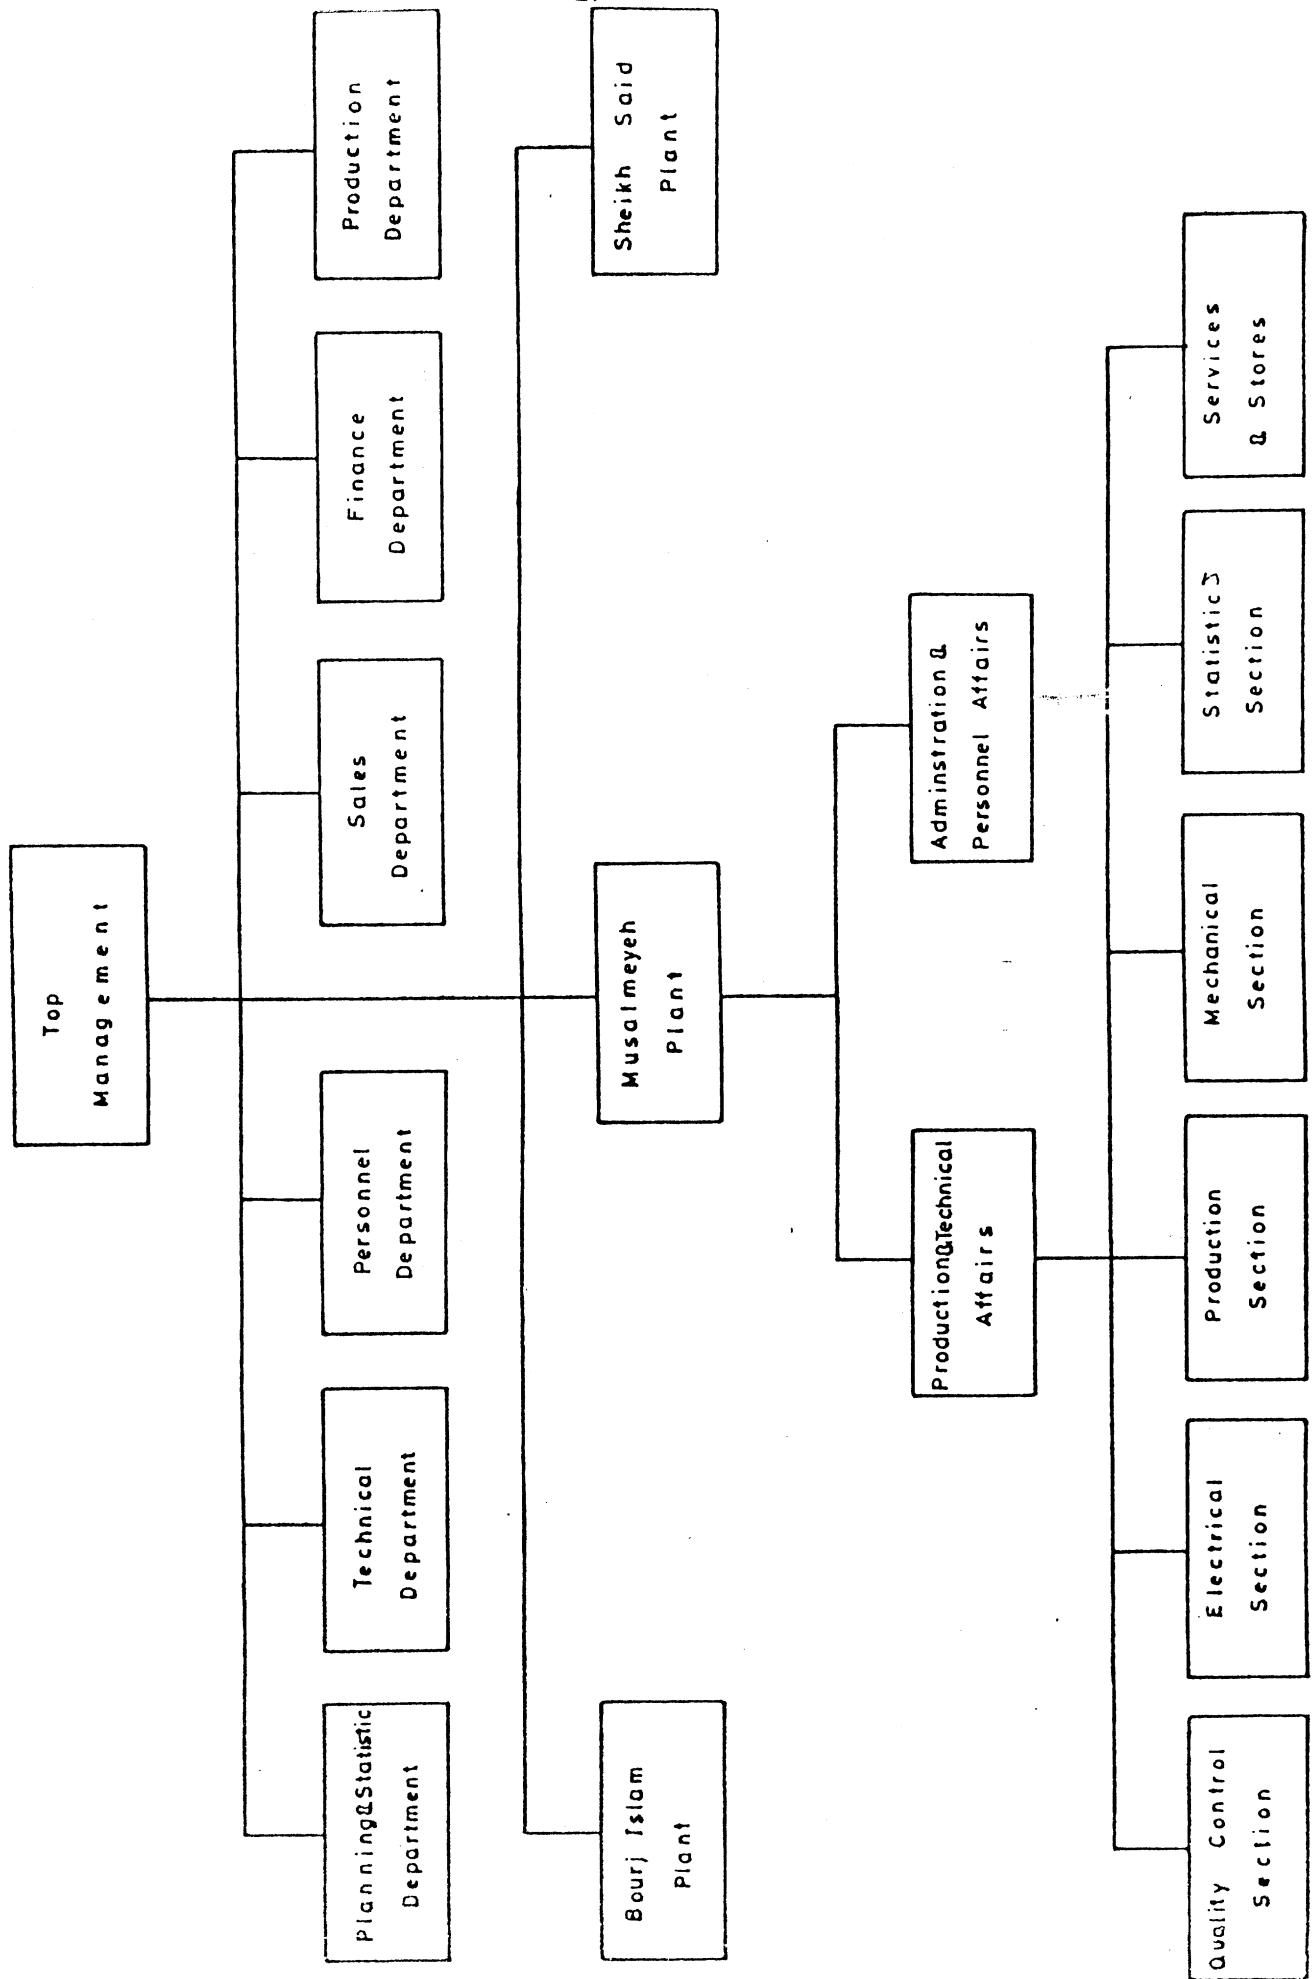 Top
Management
Planning&Statistic
Department
Technical
Department
Personnel
Department
Sales
Department
Finance
Department
Production
Department
Bourj Islam
Plant
Musalmeyeh
Plant
Sheikh Said
Plant
Production&Technical
Affairs
Adminstration &
Personnel Affairs
Quality Control
Section
Electrical
Section
Production
Section
Mechanical
Section
Statistics
Section
Services
& Stores